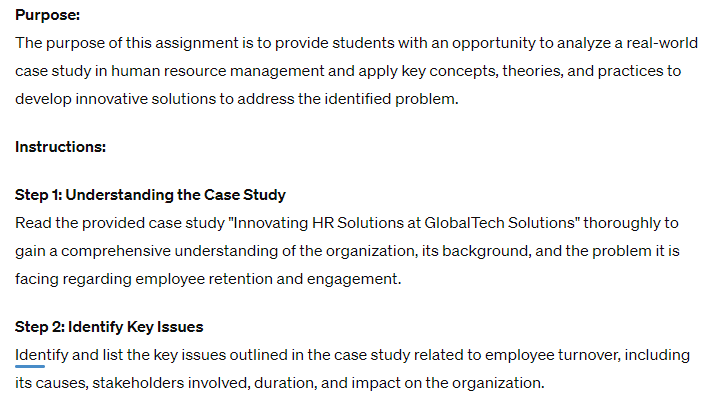 Purpose:
The purpose of this assignment is to provide students with an opportunity to analyze a real-world
case study in human resource management and apply key concepts, theories, and practices to
develop innovative solutions to address the identified problem.
Instructions:
Step 1: Understanding the Case Study
Read the provided case study "Innovating HR Solutions at GlobalTech Solutions" thoroughly to
gain a comprehensive understanding of the organization, its background, and the problem it is
facing regarding employee retention and engagement.
Step 2: Identify Key Issues
Identify and list the key issues outlined in the case study related to employee turnover, including
its causes, stakeholders involved, duration, and impact on the organization.